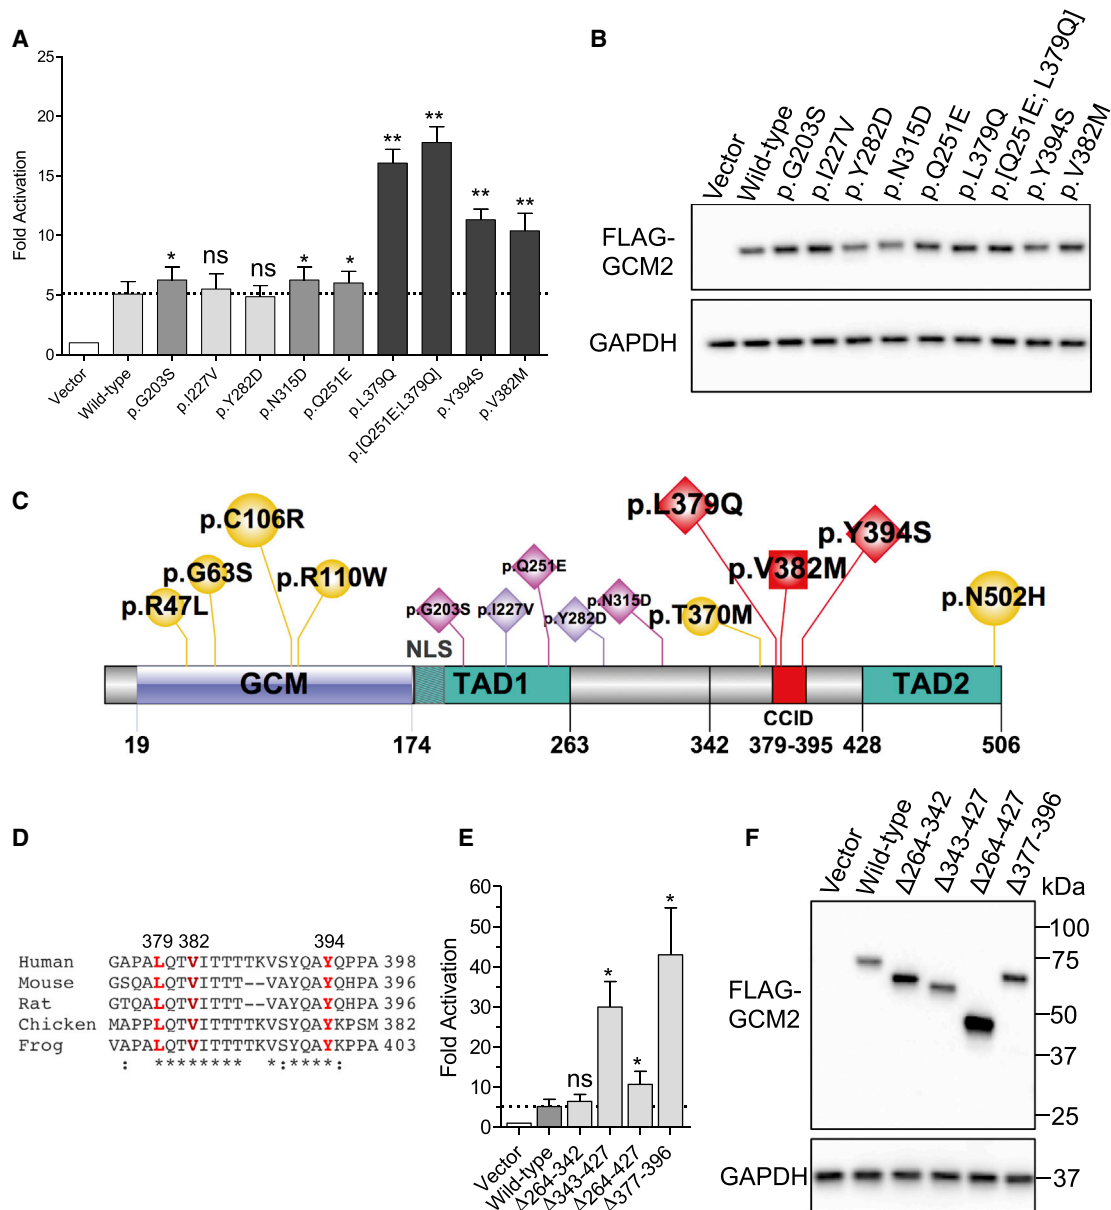 A
25
20
15
10
5
0
Fold Activation
*
ns
ns
*
*
**
**
**
**
Vector
Wild-type
p.G203S
p.I227V
p.Y282D
p.N315D
p.Q251E
p.L379Q
p.[Q251E;L379Q]
p.Y394S
p.V382M
B
Vector
Wild-type
p.G203S
p.I227V
p.Y282D
p.N315D
p.Q251E
p.L379Q
p.[Q251E; L379Q]
p.Y394S
p.V382M
FLAG-
GCM2
GAPDH
C
p.R47L
p.G63S
p.C106R
p.R110W
p.G203S
p.I227V
p.Q251E
p.Y282D
p.N315D
p.T370M
p.L379Q
p.V382M
p.Y394S
p.N502H
NLS
GCM
TAD1
TAD2
CCID
19
174
263
342
379-395
428
506
D
379 382 394
Human GAPALQTVITTTTKVSYQAYQPPA 398
Mouse GSQALQTVITTT--VAYQAYQHPA 396
Rat GTQALQTVITTT--VAYQAYQHPA 396
Chicken MAPPLQTVITTTTKVSYQAYKPSM 382
Frog VAPALQTVITTTTKVSYQAYKPPA 403
: ******** *:****:
E
60
50
40
30
20
10
0
Fold Activation
ns
*
*
*
Vector
Wild-type
Δ264-342
Δ343-427
Δ264-427
Δ377-396
F
Vector
Wild-type
Δ264-342
Δ343-427
Δ264-427
Δ377-396
kDa
100
75
50
37
25
FLAG-
GCM2
GAPDH
37